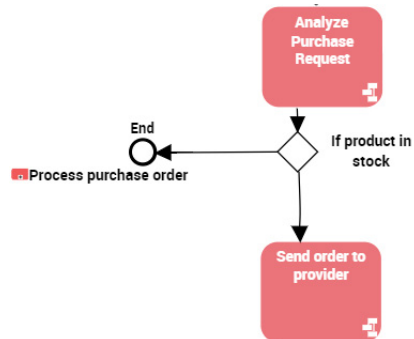 Analyze
Purchase
Request
End
If product in
stock
Process purchase order
Send order to
provider